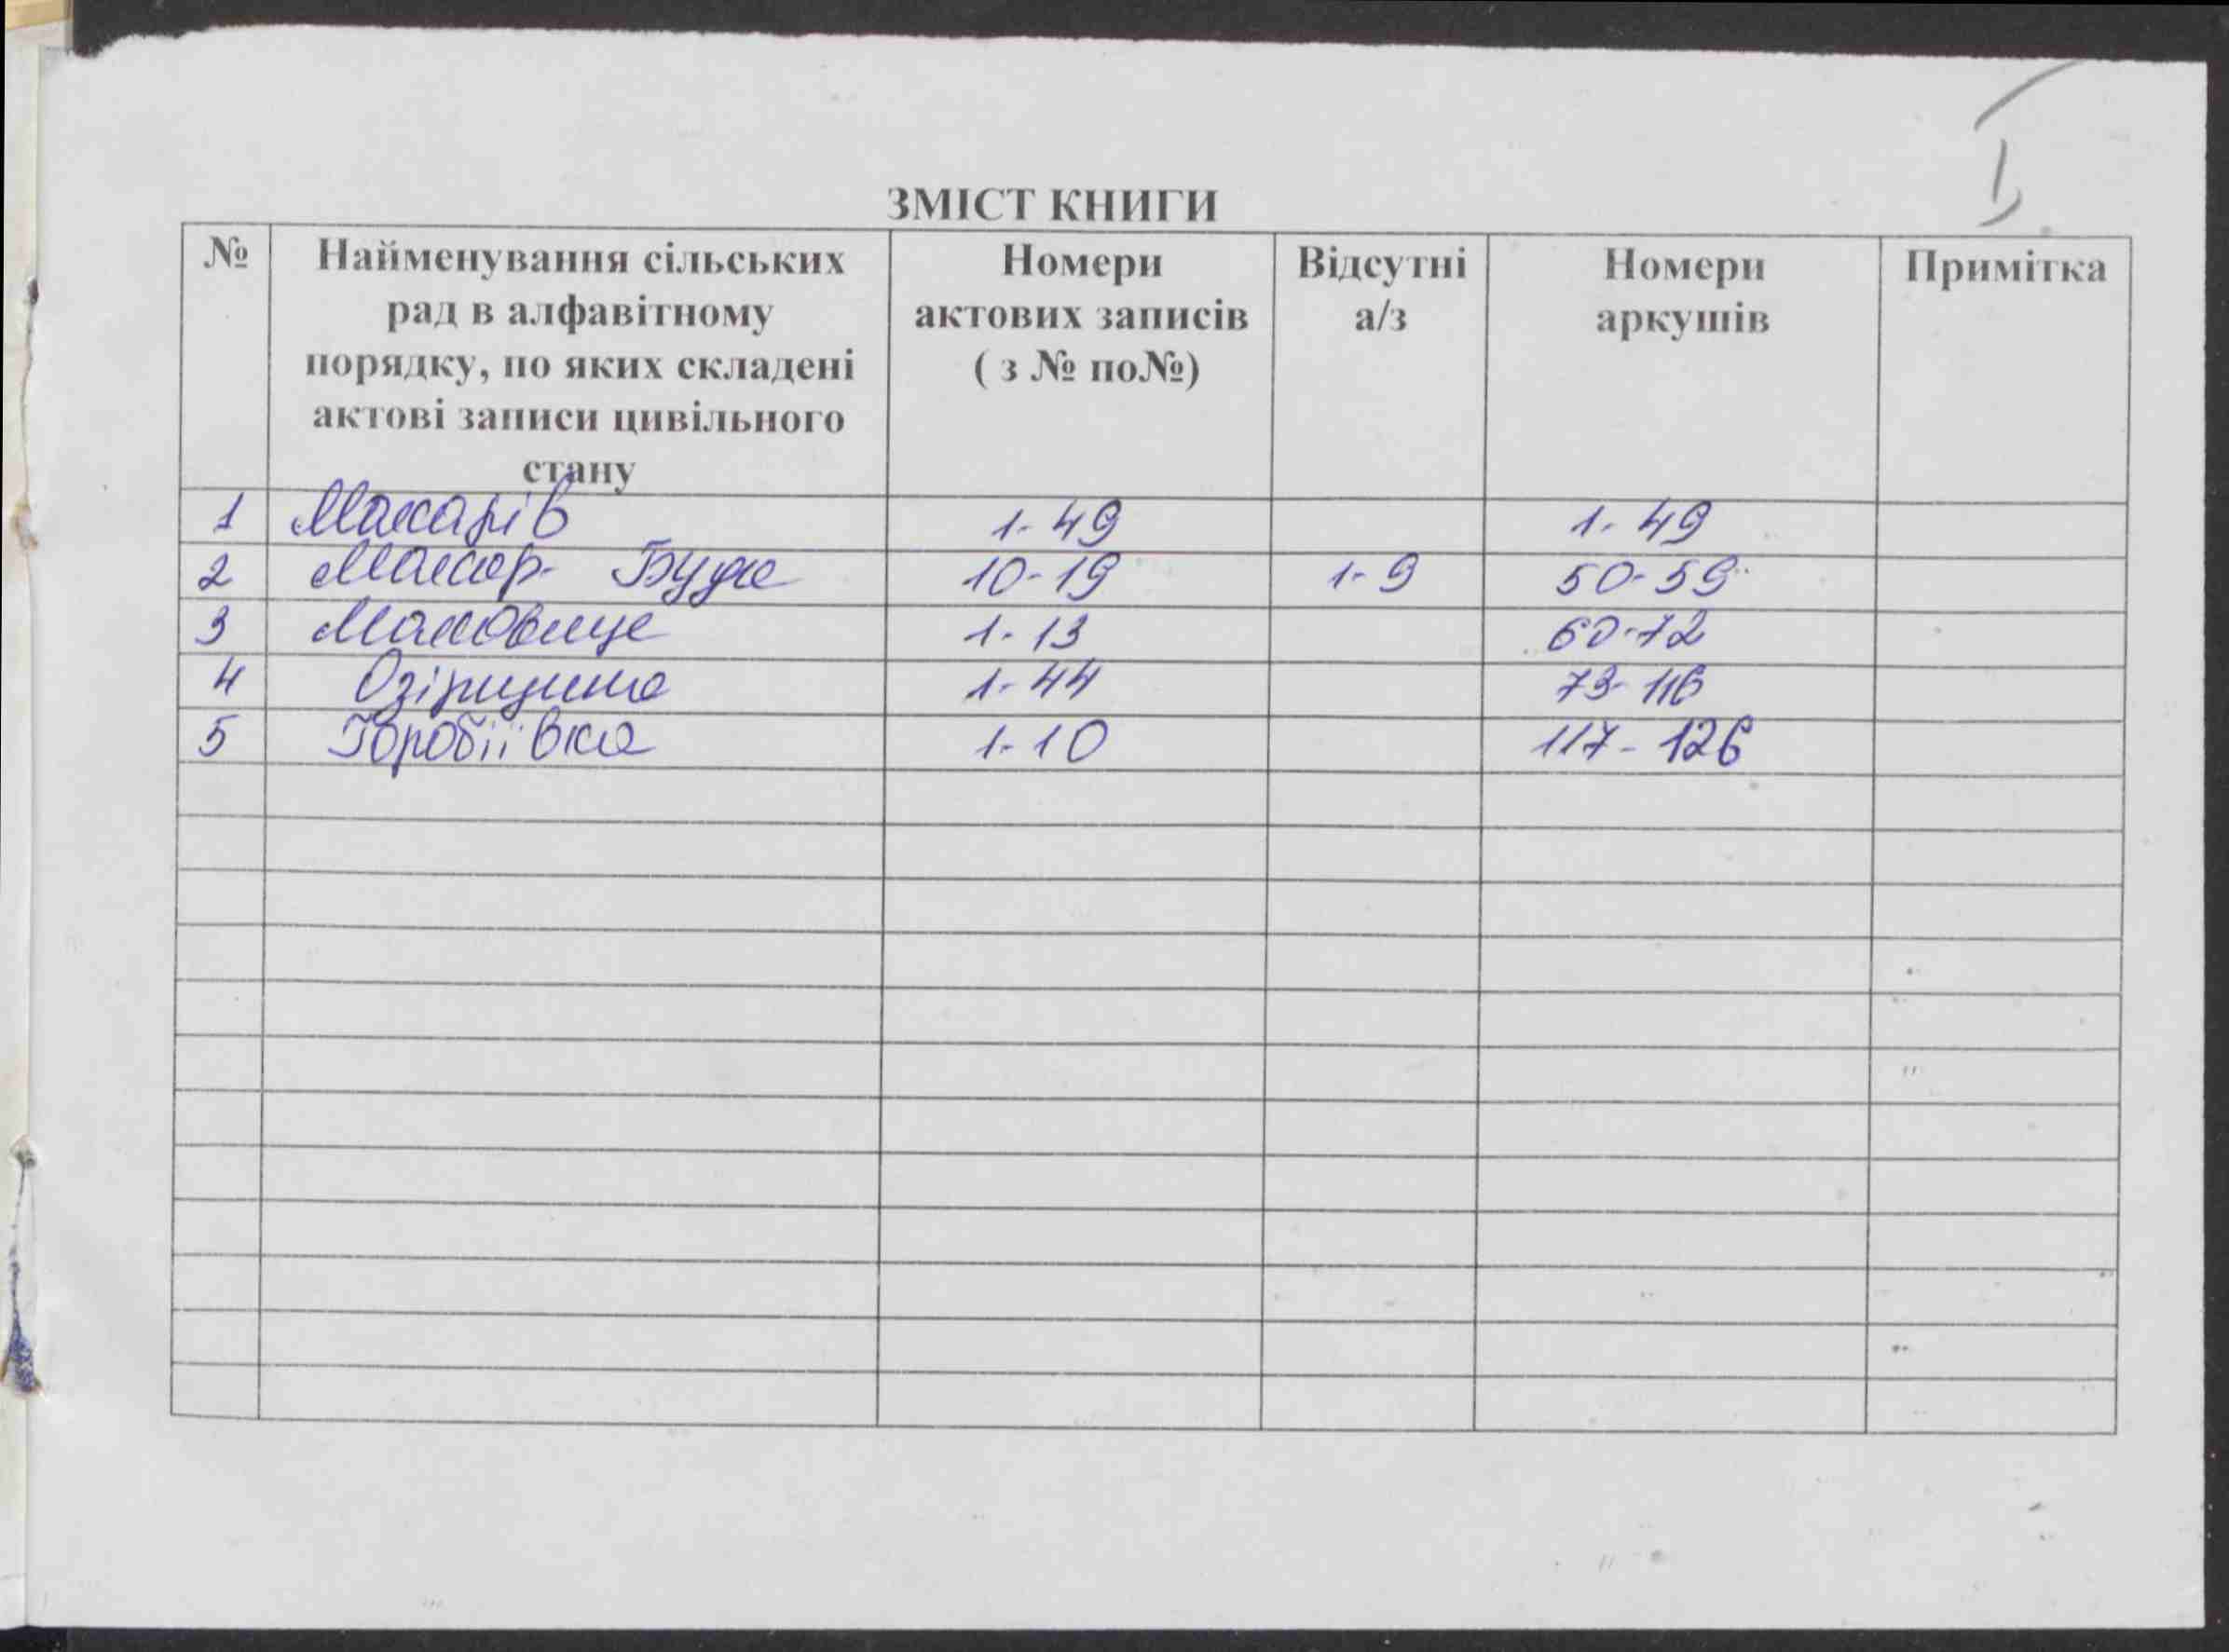 I
ЗМІСТ КНИГИ
№ Найменування сільських рад в алфавітному порядку, по яких складені актові записи цивільного стану Номери актових записів ( з № по№) Відсутні а/з Номери аркушів Примітка
1 Макарів 1-49 1-49
2 Макар. Буда 10-19 1-9 50-59
3 Маковище 1-13 60-72
4 Озірщина 1-44 73-116
5 Горобіївка 1-10 117-126